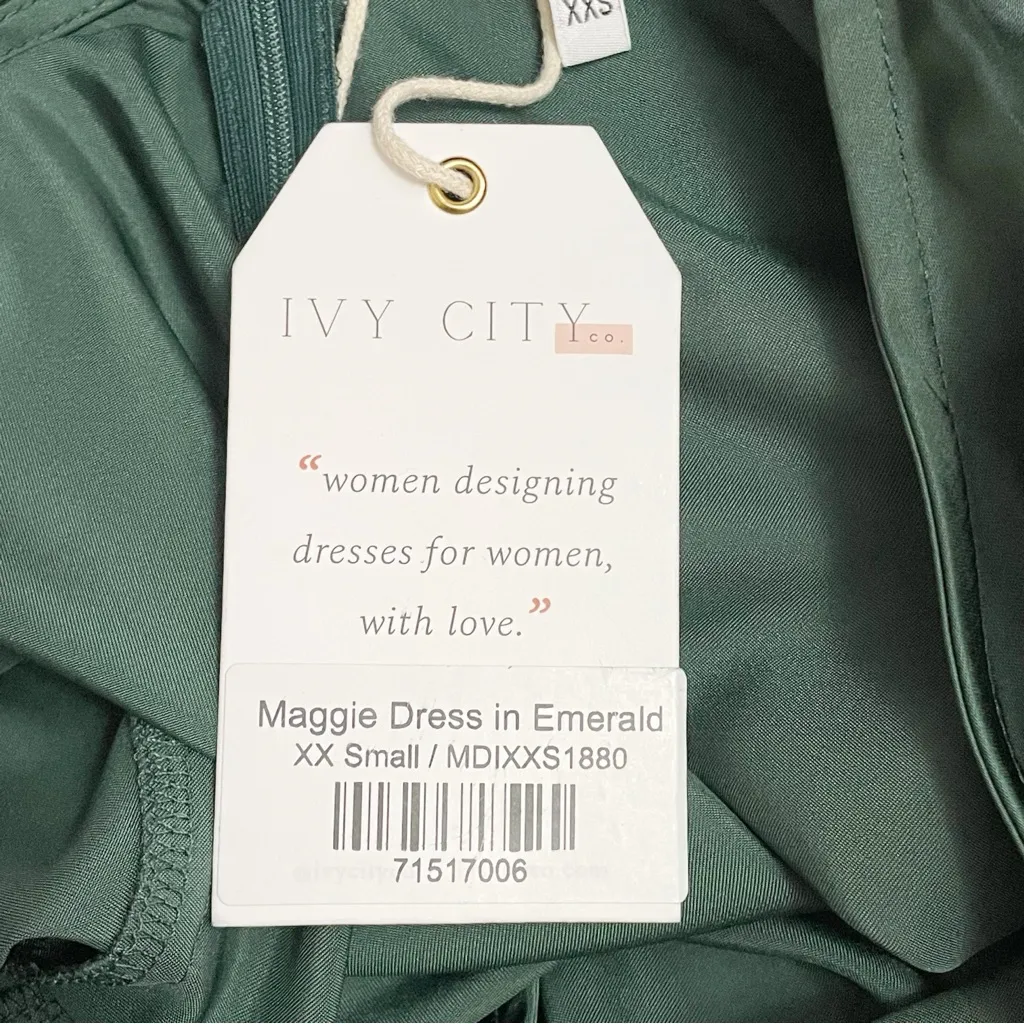 XXS
IVY CITY co.
“women designing
dresses for women,
with love.”
Maggie Dress in Emerald
XX Small / MDIXXS1880
71517006